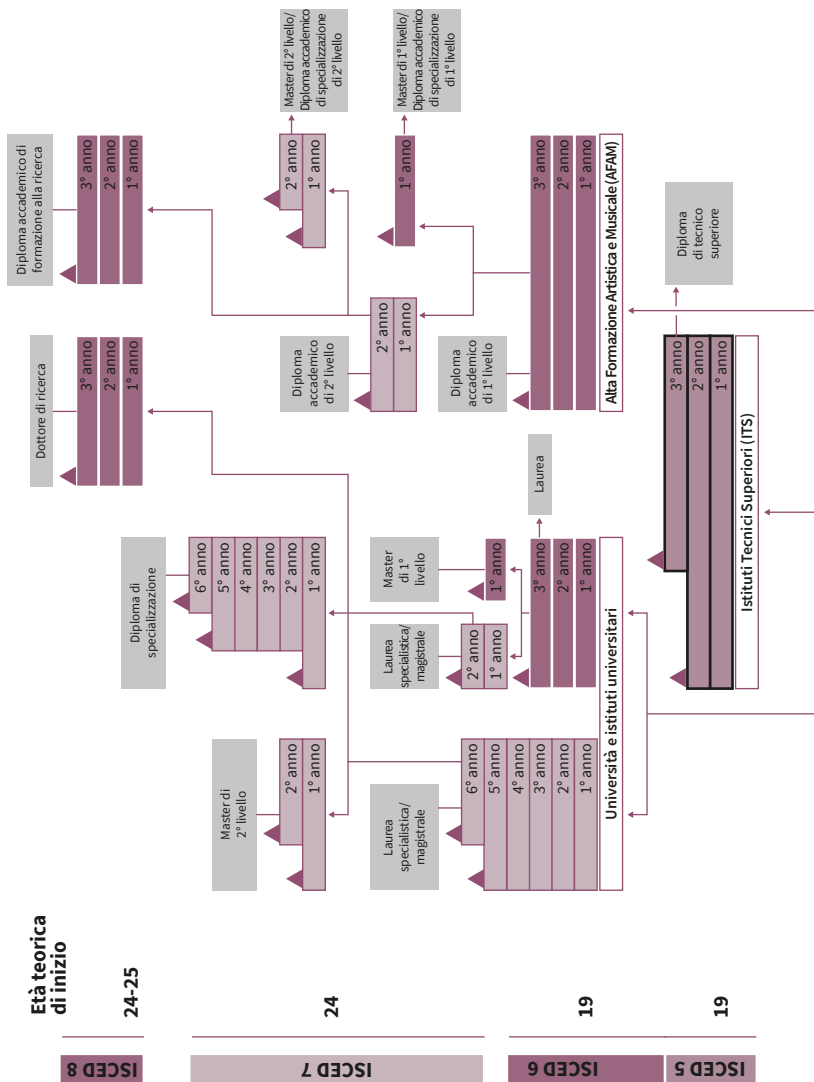 Età teorica
di inizio
ISCED 8
24-25
ISCED 7
24
ISCED 6
19
ISCED 5
19
Dottore di ricerca
3° anno
2° anno
1° anno
Diploma accademico di
formazione alla ricerca
3° anno
2° anno
1° anno
Master di
2° livello
2° anno
1° anno
Diploma di
specializzazione
6° anno
5° anno
4° anno
3° anno
2° anno
1° anno
2° anno
1° anno
Master di 2° livello/
Diploma accademico
di specializzazione
di 2° livello
Laurea
specialistica/
magistrale
6° anno
5° anno
4° anno
3° anno
2° anno
1° anno
Laurea
specialistica/
magistrale
2° anno
1° anno
Master
di 1°
livello
1° anno
Diploma
accademico
di 2° livello
2° anno
1° anno
1° anno
Master di 1° livello/
Diploma accademico
di specializzazione
di 1° livello
3° anno
2° anno
1° anno
Laurea
Università e istituti universitari
Diploma
accademico
di 1° livello
3° anno
2° anno
1° anno
Alta Formazione Artistica e Musicale (AFAM)
3° anno
2° anno
1° anno
Diploma
di tecnico
superiore
Istituti Tecnici Superiori (ITS)